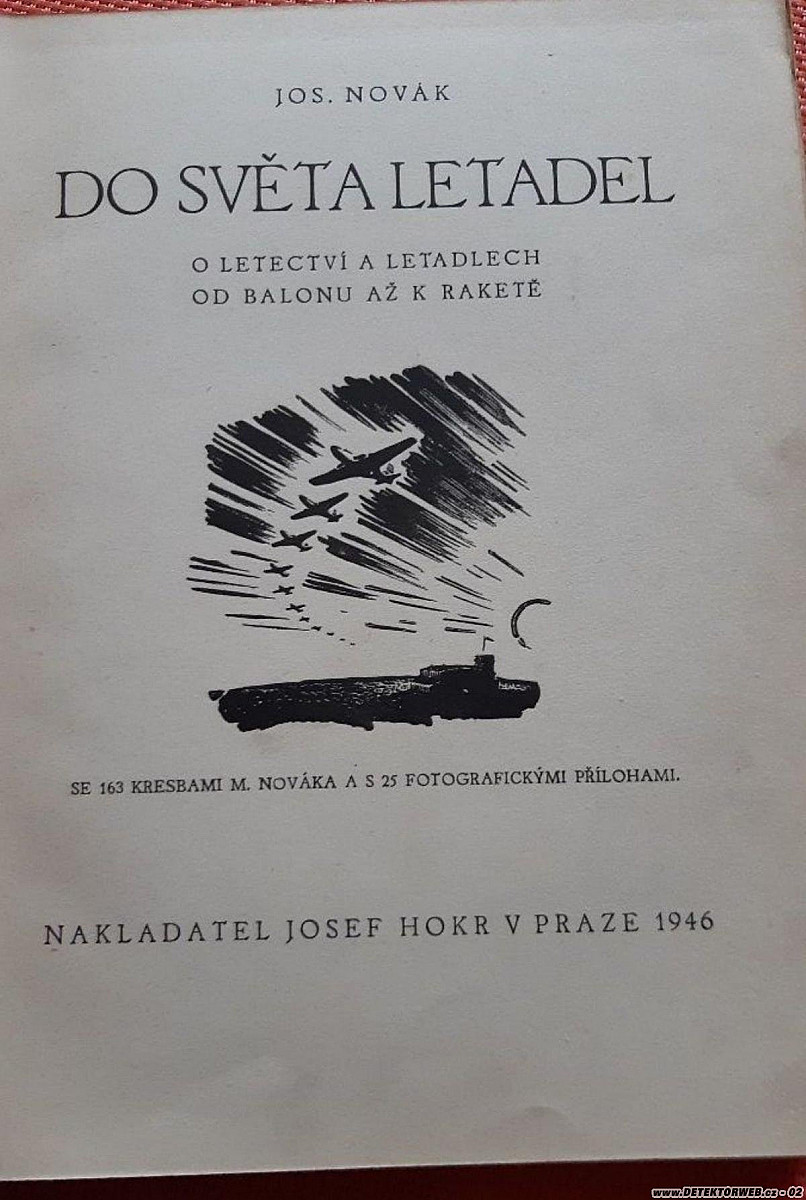 JOS. NOVÁK
DO SVĚTA LETADEL
O LETECTVÍ A LETADLECH
OD BALONU AŽ K RAKETĚ
SE 163 KRESBAMI M. NOVÁKA A S 25 FOTOGRAFICKÝMI PŘÍLOHAMI.
NAKLADATEL JOSEF HOKR V PRAZE 1946
www.DETEKTORWEB.cz - 02